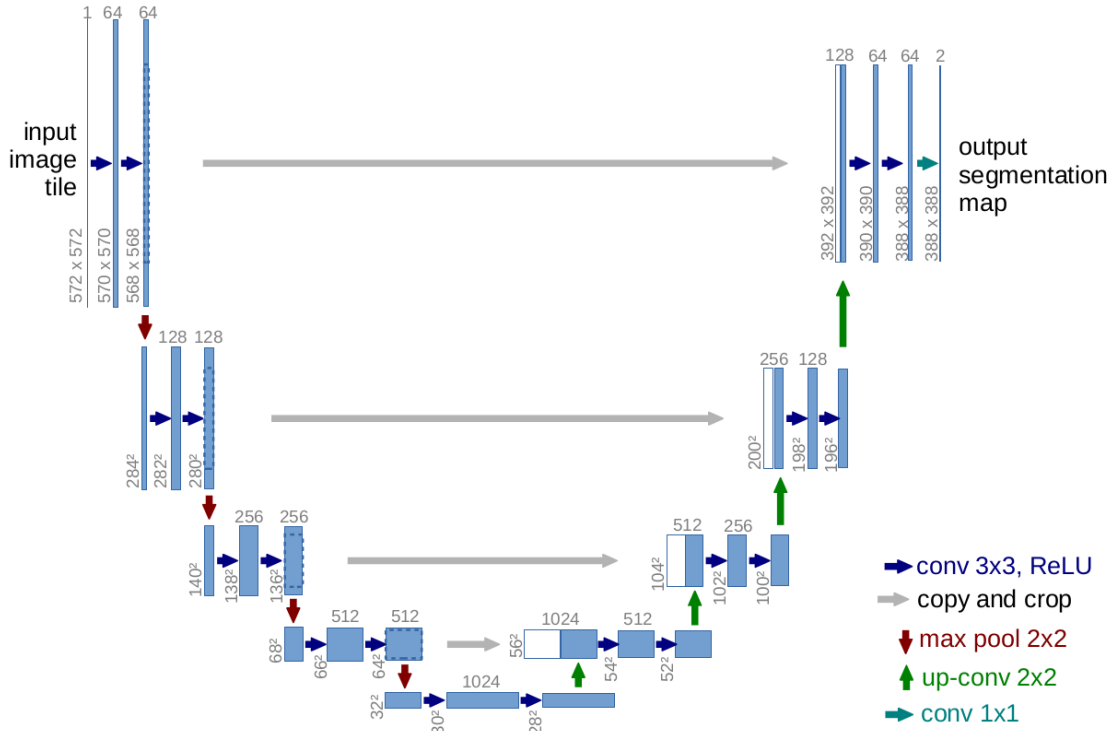 1 64 64
input
image
tile
572 x 572
570 x 570
568 x 568
128 64 64 2
output
segmentation
map
392 x 392
390 x 390
388 x 388
388 x 388
128 128
284²
282²
280²
256 128
200²
198²
196²
256 256
140²
138²
136²
512 256
104²
102²
100²
512 512
68²
66²
64²
1024 512
56²
54²
52²
1024
32²
30²
28²
conv 3x3, ReLU
copy and crop
max pool 2x2
up-conv 2x2
conv 1x1